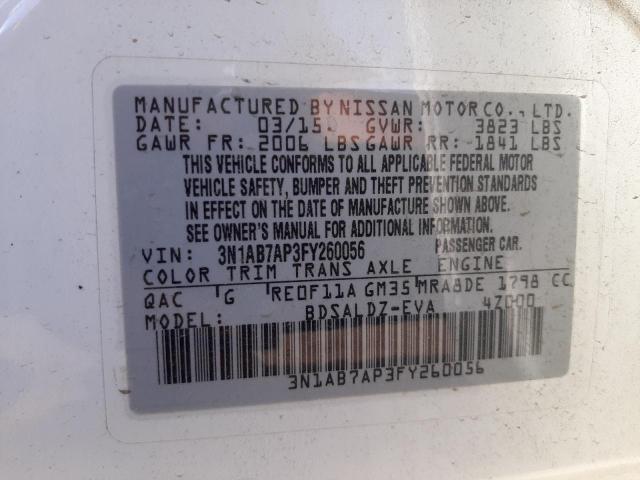 MANUFACTURED BY NISSAN MOTOR CO., LTD.
DATE: 03/15 GVWR: 3823 LBS
GAWR FR: 2006 LBS GAWR RR: 1841 LBS
THIS VEHICLE CONFORMS TO ALL APPLICABLE FEDERAL MOTOR
VEHICLE SAFETY, BUMPER AND THEFT PREVENTION STANDARDS
IN EFFECT ON THE DATE OF MANUFACTURE SHOWN ABOVE.
SEE OWNER'S MANUAL FOR ADDITIONAL INFORMATION
VIN: 3N1AB7AP3FY260056 PASSENGER CAR.
COLOR TRIM TRANS AXLE ENGINE
QAC G RE0F11A GM35 MRA8DE 1798 CC
MODEL: BDSALDZ-EVA 4Z000
3N1AB7AP3FY260056